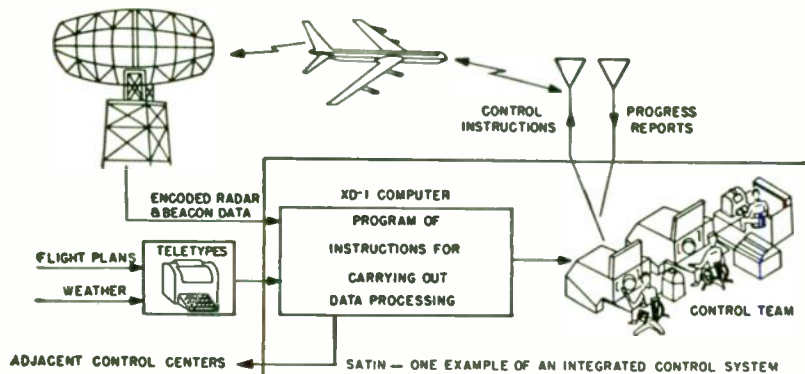 CONTROL
INSTRUCTIONS
PROGRESS
REPORTS
ENCODED RADAR
& BEACON DATA
XD-1 COMPUTER
PROGRAM OF
INSTRUCTIONS FOR
CARRYING OUT
DATA PROCESSING
TELETYPES
FLIGHT PLANS
WEATHER
CONTROL TEAM
ADJACENT CONTROL CENTERS
SATIN — ONE EXAMPLE OF AN INTEGRATED CONTROL SYSTEM